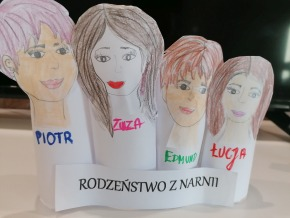 PIOTR
ZUZA
EDMUND
ŁUCJA
RODZEŃSTWO Z NARNII